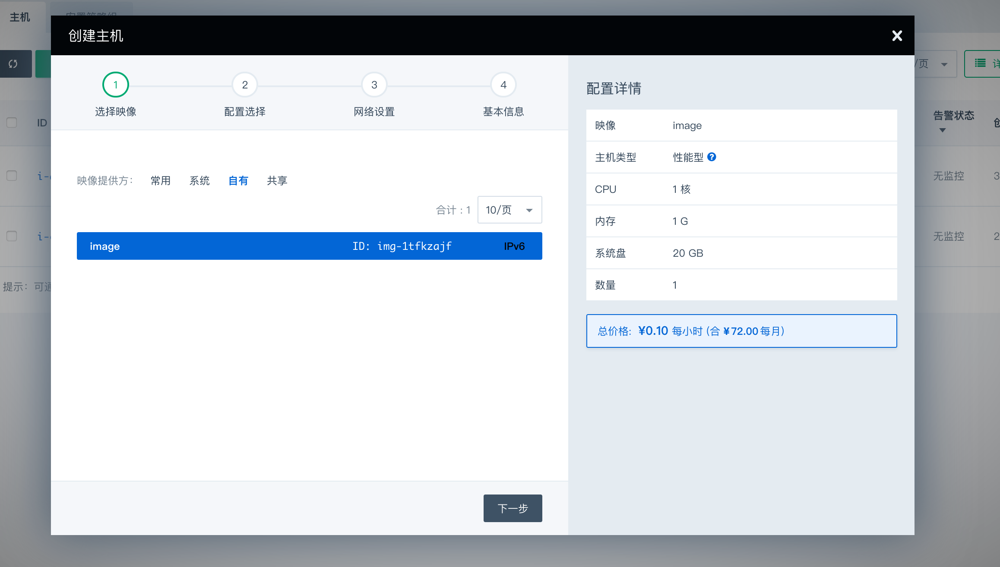 主机
创建主机
1
2
3
4
选择映像
配置选择
网络设置
基本信息
映像提供方:
常用
系统
自有
共享
合计 : 1
10/页
image
ID: img-1tfkzajf
IPv6
下一步
配置详情
映像
image
主机类型
性能型
CPU
1 核
内存
1 G
系统盘
20 GB
数量
1
总价格: ¥0.10 每小时 (合 ¥72.00每月)
ID
i-
i-
提示: 可通
/页
详
告警状态
创
无监控
3
无监控
2